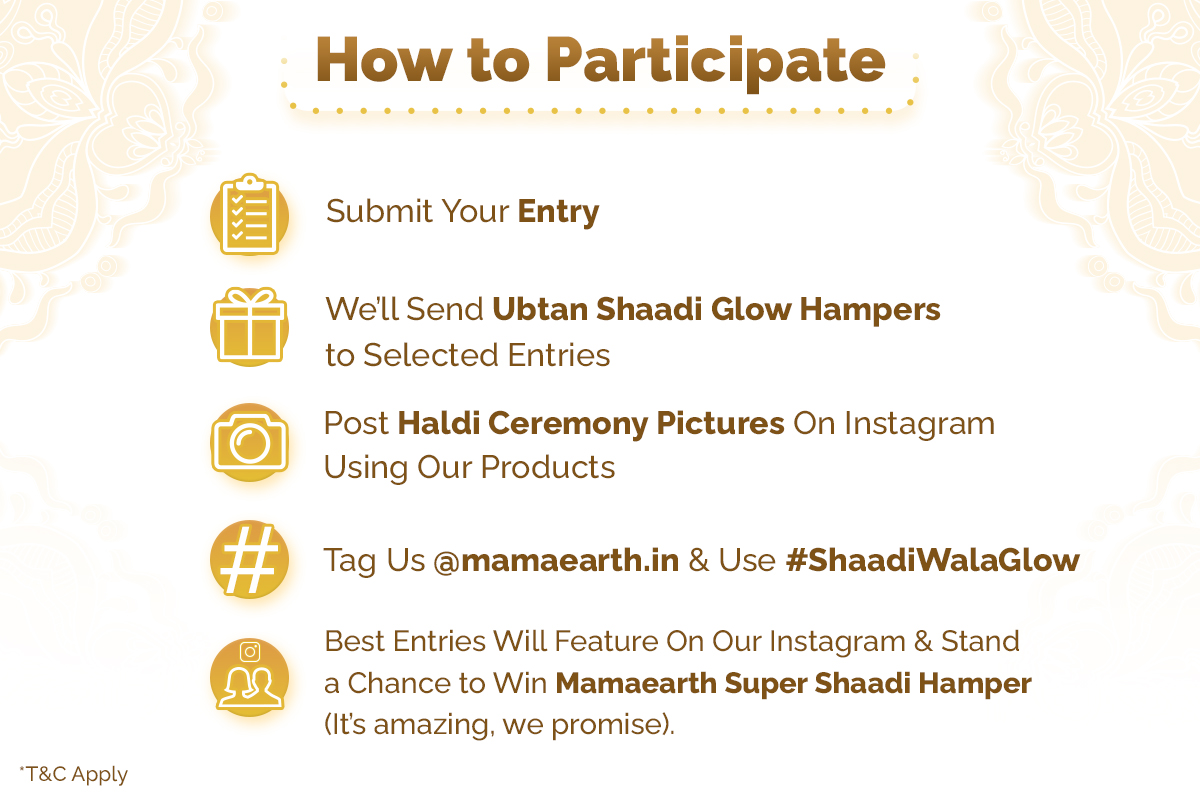 How to Participate
Submit Your Entry
We'll Send Ubtan Shaadi Glow Hampers
to Selected Entries
Post Haldi Ceremony Pictures On Instagram
Using Our Products
Tag Us @mamaearth.in & Use #ShaadiWalaGlow
Best Entries Will Feature On Our Instagram & Stand
a Chance to Win Mamaearth Super Shaadi Hamper
(It's amazing, we promise).
*T&C Apply